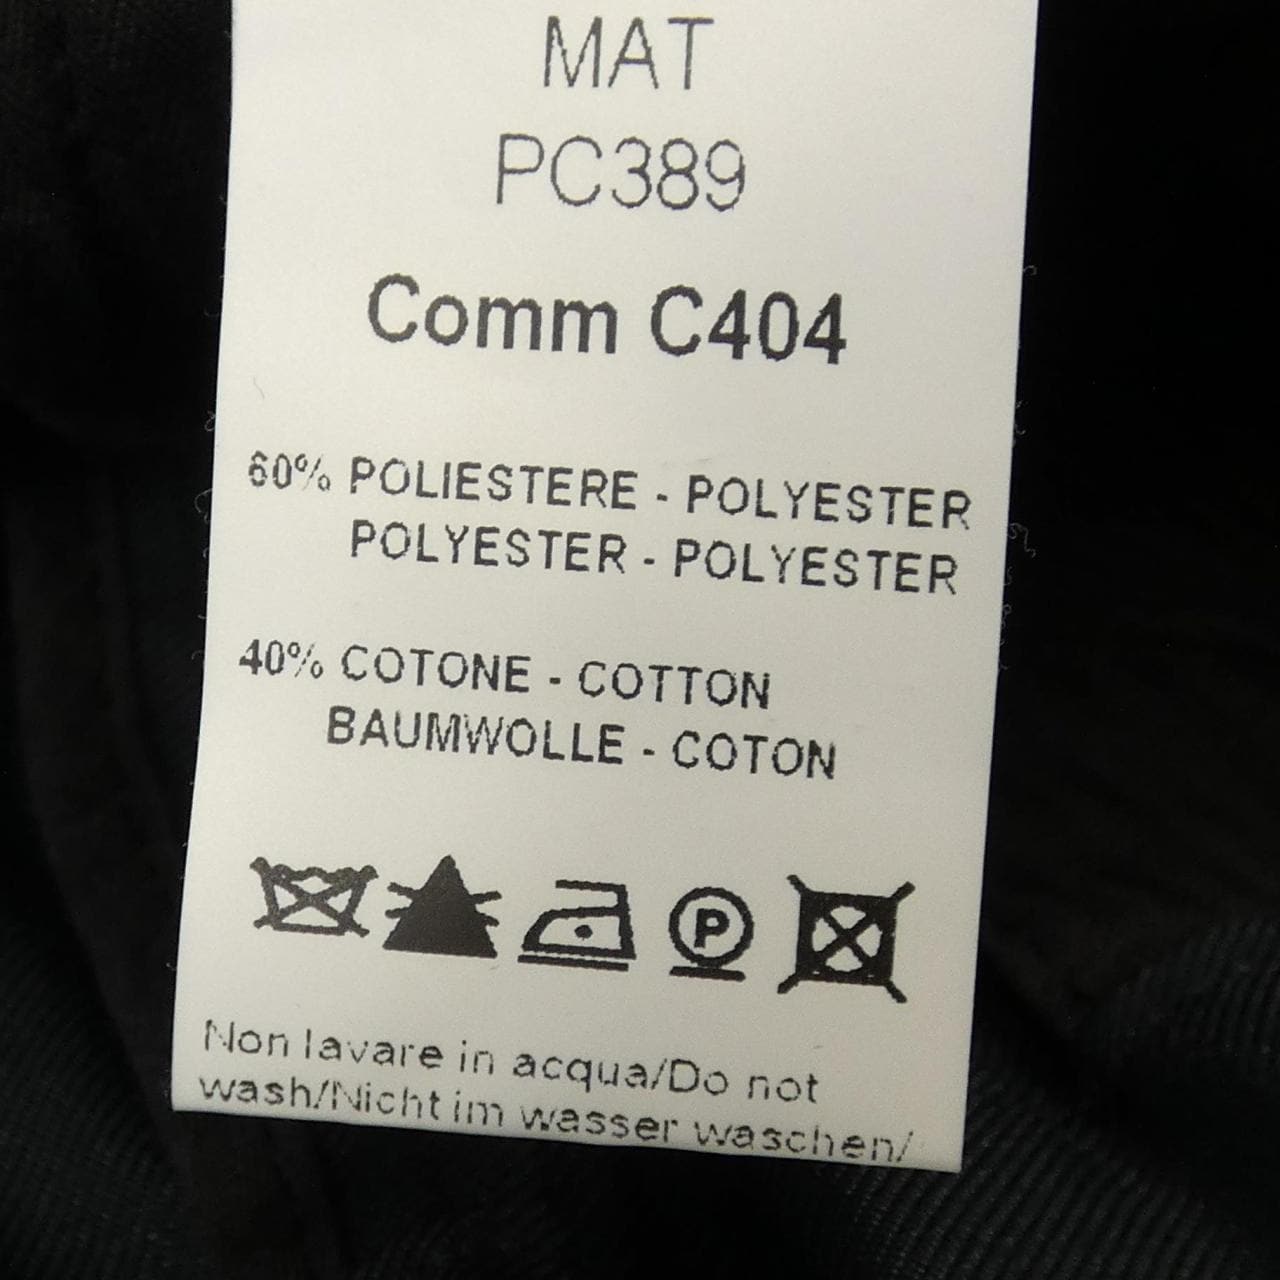 MAT
PC389
Comm C404
60% POLIESTERE - POLYESTER
POLYESTER - POLYESTER
40% COTONE - COTTON
BAUMWOLLE - COTON
P
Non lavare in acqua/Do not
wash/Nicht im wasser waschen/